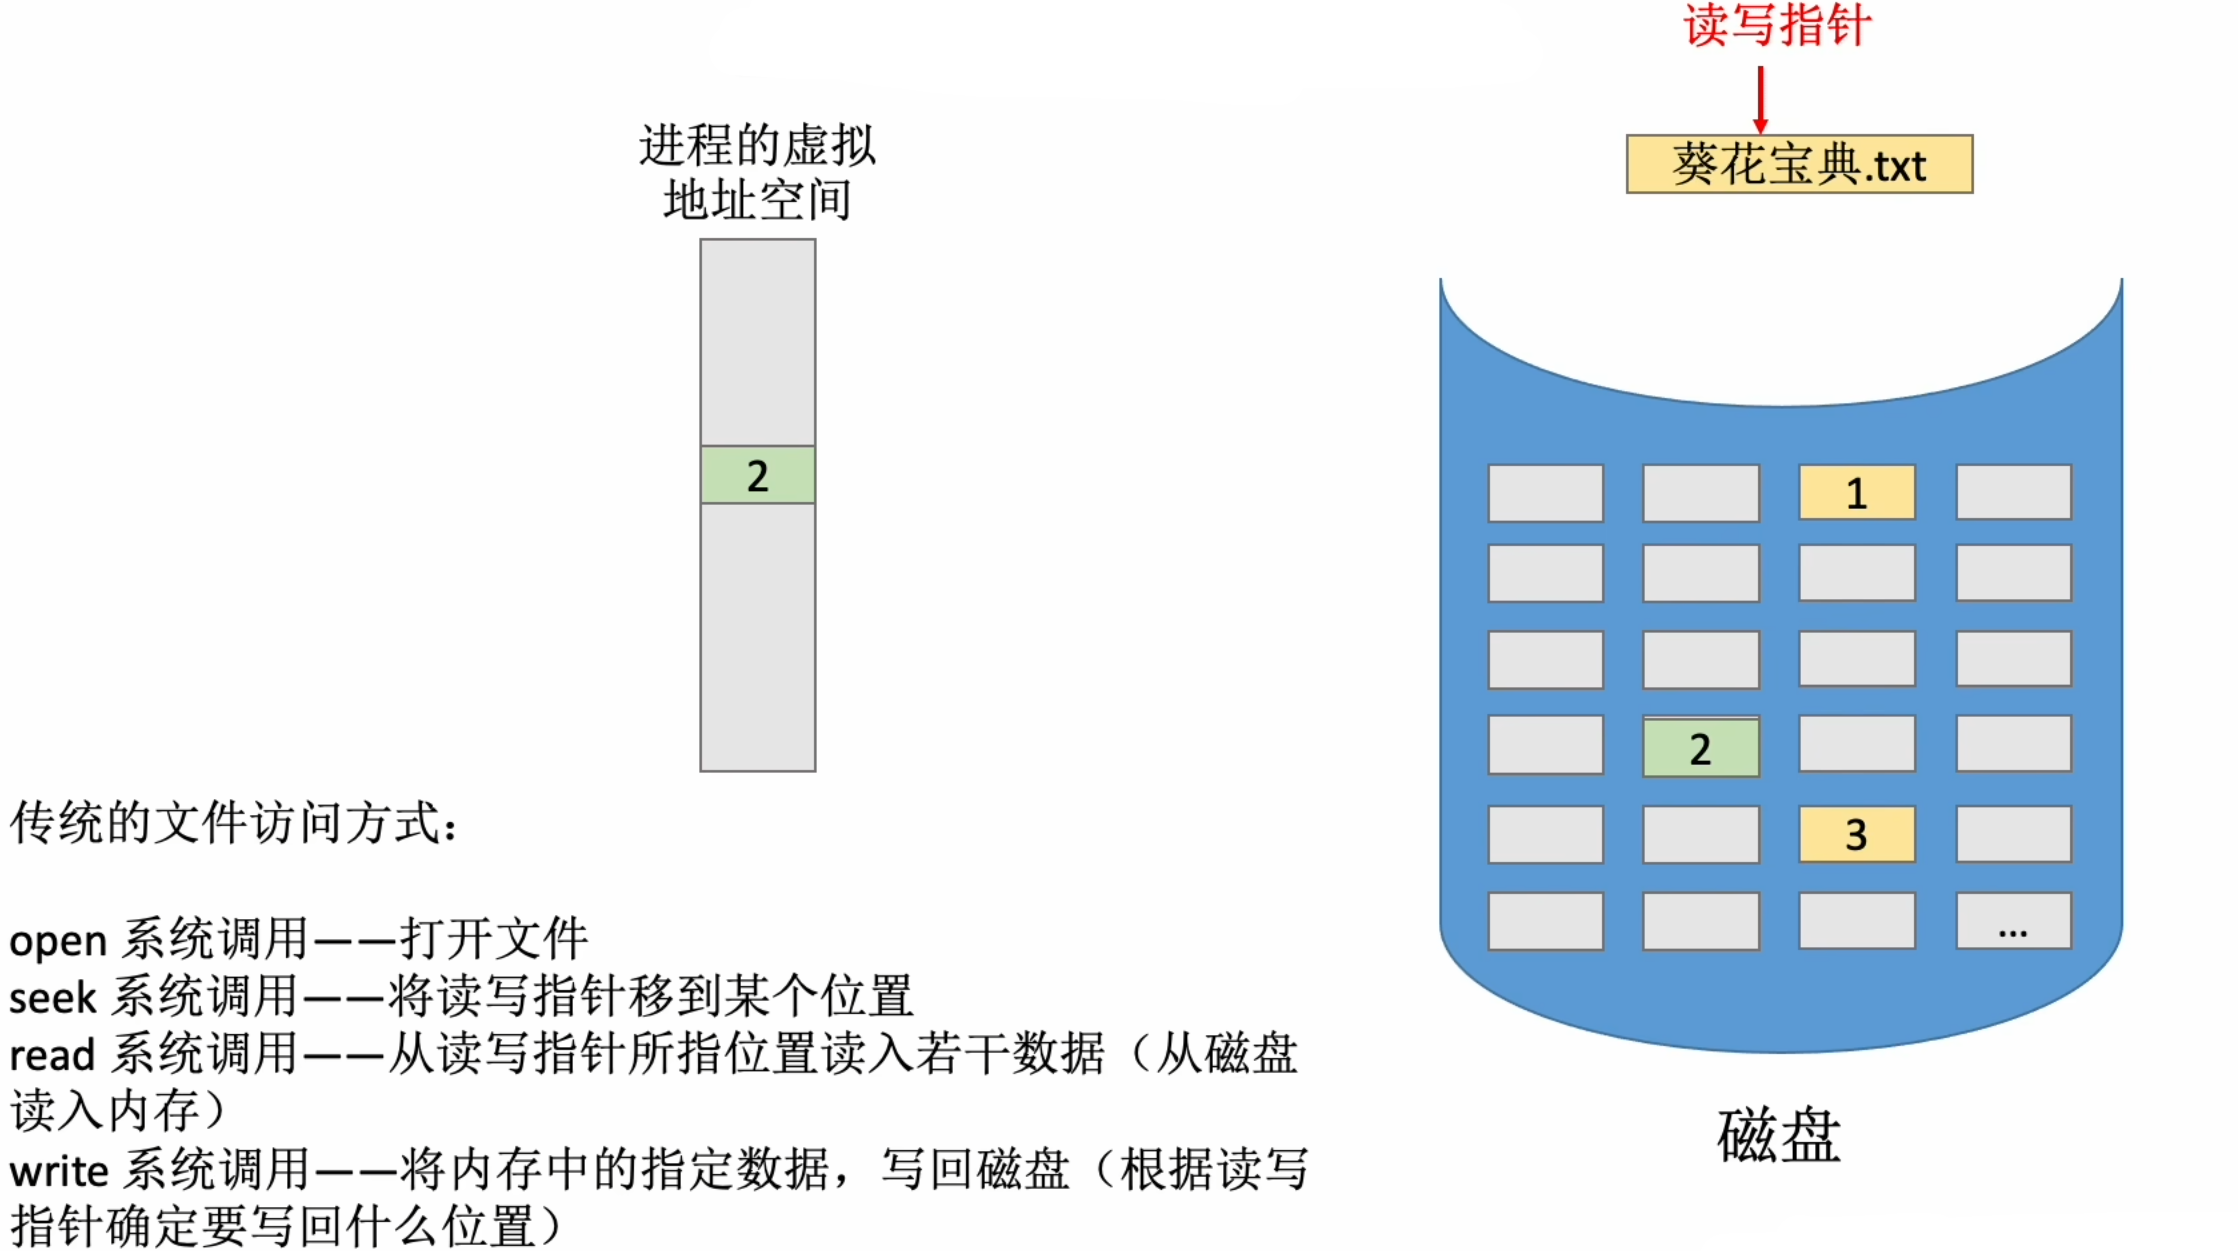 读写指针
葵花宝典.txt
进程的虚拟
地址空间
2
1
2
3
...
磁盘
传统的文件访问方式：
open 系统调用——打开文件
seek 系统调用——将读写指针移到某个位置
read 系统调用——从读写指针所指位置读入若干数据（从磁盘
读入内存）
write 系统调用——将内存中的指定数据，写回磁盘（根据读写
指针确定要写回什么位置）